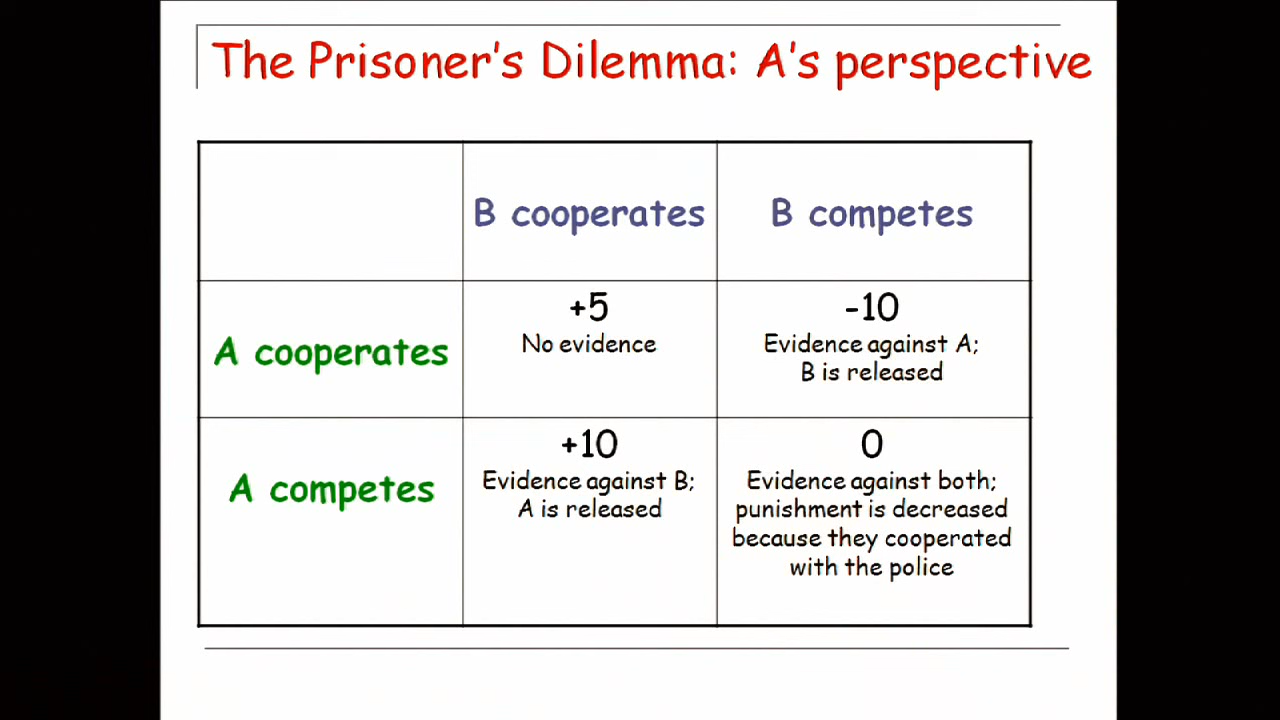 The Prisoner's Dilemma: A's perspective
B cooperates
B competes
A cooperates
+5
No evidence
-10
Evidence against A;
B is released
A competes
+10
Evidence against B;
A is released
0
Evidence against both;
punishment is decreased
because they cooperated
with the police